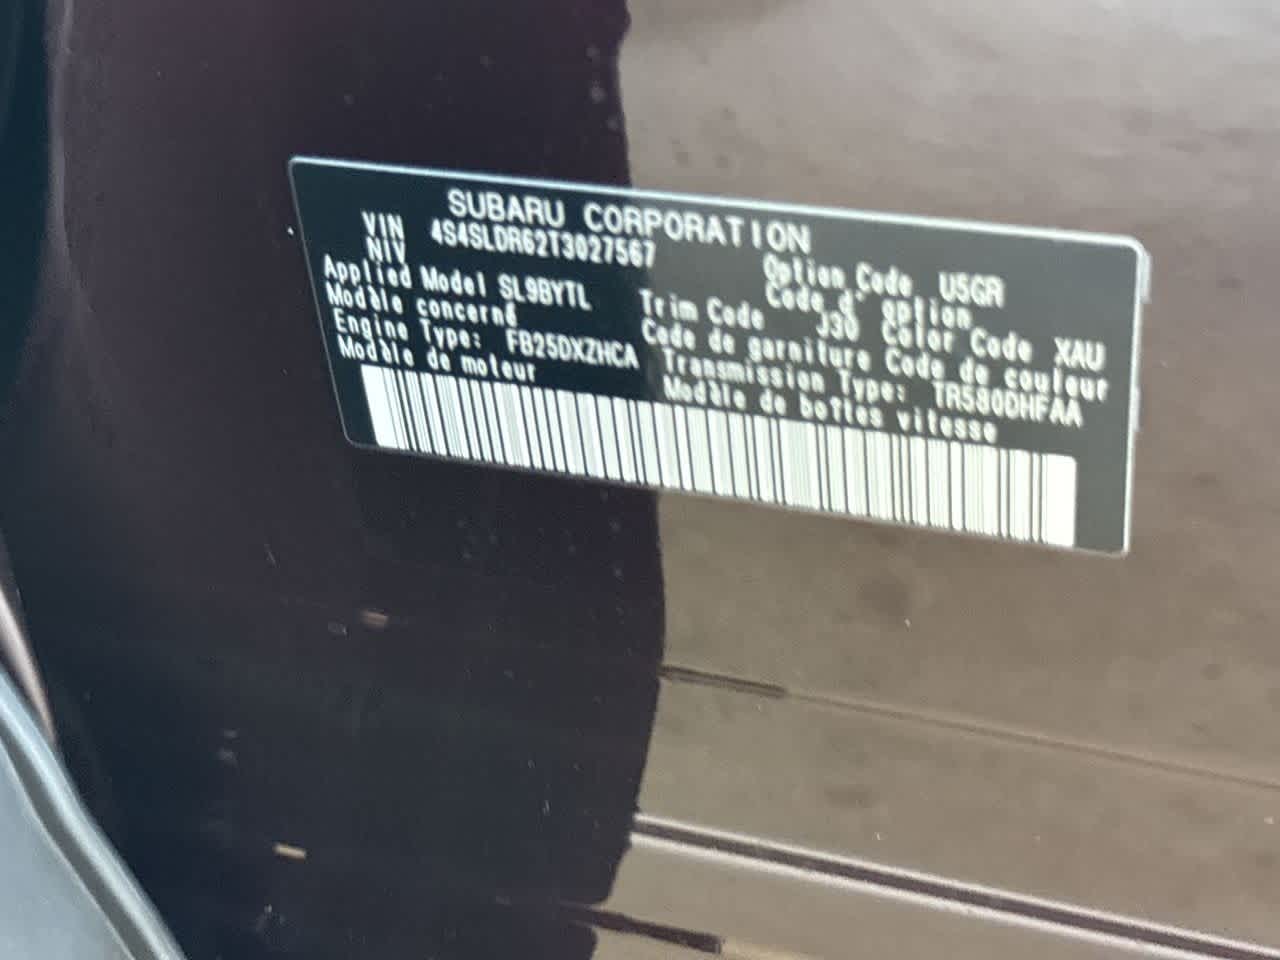 SUBARU CORPORATION
VIN 4S4SLDR62T3027567 Option Code U5GR
NIV Code d'option
Applied Model SL9BYTL Trim Code J30 Color Code XAU
Modèle concerné Code de garniture Code de couleur
Engine Type: FB25DXZHCA Transmission Type: TR580DHFAA
Modèle de moteur Modèle de boîtes vitesse